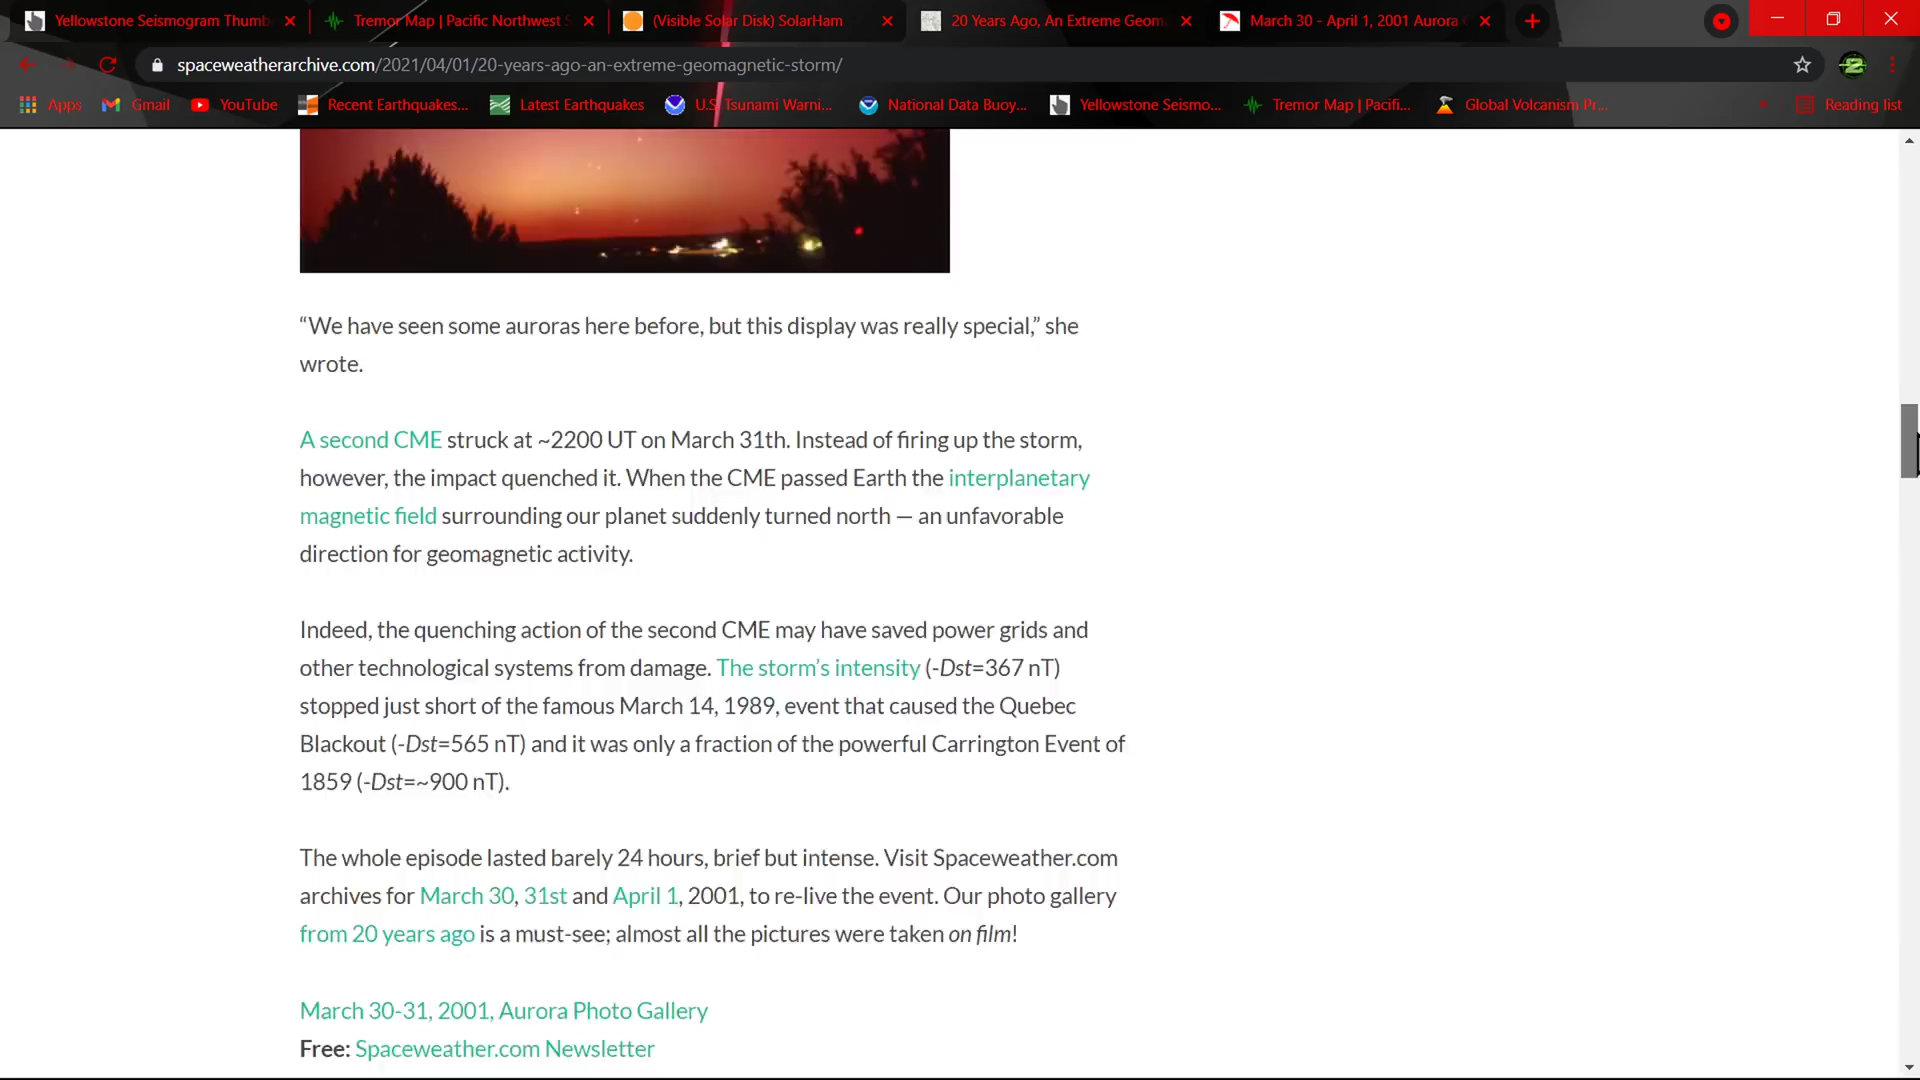 Yellowstone Seismogram Thumb
Tremor Map | Pacific Northwest S
(Visible Solar Disk) SolarHam
20 Years Ago, An Extreme Geom
March 30 - April 1, 2001 Aurora
spaceweatherarchive.com/2021/04/01/20-years-ago-an-extreme-geomagnetic-storm/
Apps
Gmail
YouTube
Recent Earthquakes...
Latest Earthquakes
U.S. Tsunami Warni...
National Data Buoy...
Yellowstone Seismo...
Tremor Map | Pacifi...
Global Volcanism Pr...
Reading list
“We have seen some auroras here before, but this display was really special,” she
wrote.
A second CME struck at ~2200 UT on March 31th. Instead of firing up the storm,
however, the impact quenched it. When the CME passed Earth the interplanetary
magnetic field surrounding our planet suddenly turned north — an unfavorable
direction for geomagnetic activity.
Indeed, the quenching action of the second CME may have saved power grids and
other technological systems from damage. The storm’s intensity (-Dst=367 nT)
stopped just short of the famous March 14, 1989, event that caused the Quebec
Blackout (-Dst=565 nT) and it was only a fraction of the powerful Carrington Event of
1859 (-Dst=~900 nT).
The whole episode lasted barely 24 hours, brief but intense. Visit Spaceweather.com
archives for March 30, 31st and April 1, 2001, to re-live the event. Our photo gallery
from 20 years ago is a must-see; almost all the pictures were taken on film!
March 30-31, 2001, Aurora Photo Gallery
Free: Spaceweather.com Newsletter